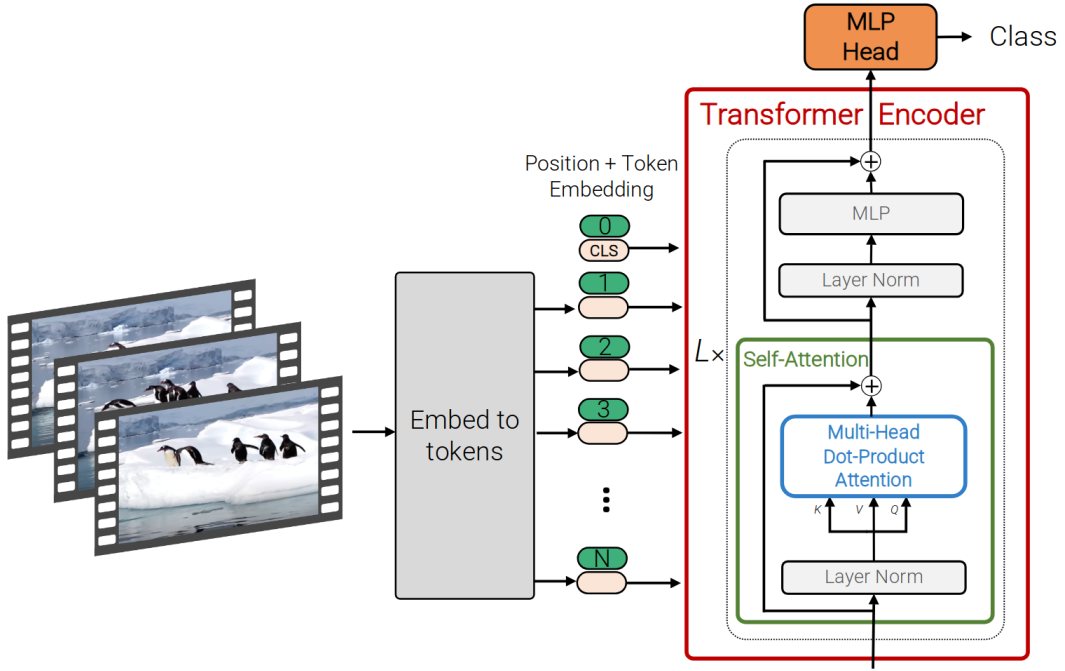 MLP
Head
Class
Transformer Encoder
Position + Token
Embedding
0
CLS
1
2
3
N
Embed to
tokens
L×
MLP
Layer Norm
Self-Attention
Multi-Head
Dot-Product
Attention
K V Q
Layer Norm